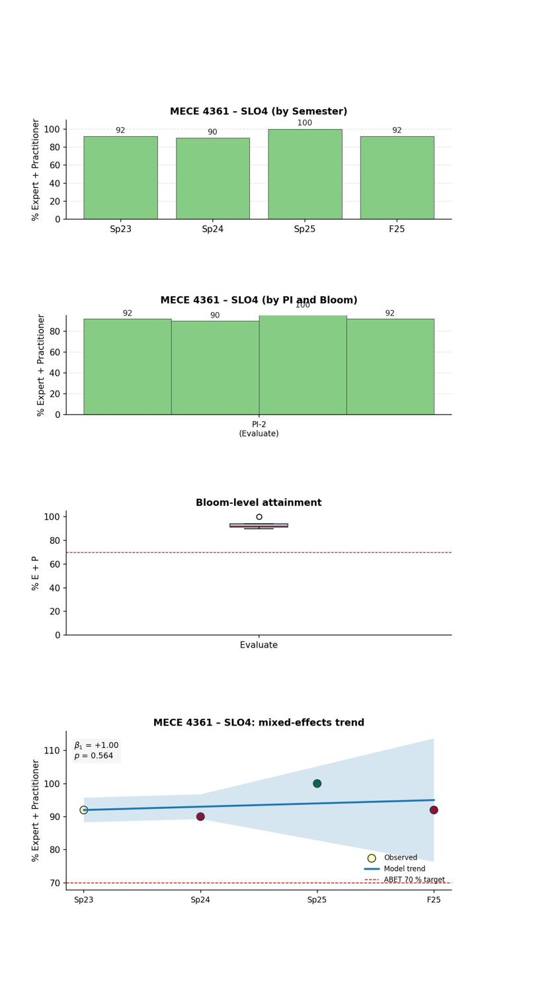 MECE 4361 – SLO4 (by Semester)
% Expert + Practitioner
100
80
60
40
20
0
92
90
100
92
Sp23
Sp24
Sp25
F25
MECE 4361 – SLO4 (by PI and Bloom)
% Expert + Practitioner
80
60
40
20
0
92
90
100
92
PI-2
(Evaluate)
Bloom-level attainment
% E + P
100
80
60
40
20
0
Evaluate
MECE 4361 – SLO4: mixed-effects trend
% Expert + Practitioner
β₁ = +1.00
p = 0.564
110
100
90
80
70
Observed
Model trend
ABET 70 % target
Sp23
Sp24
Sp25
F25